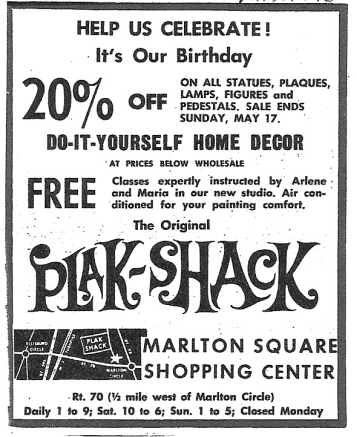 HELP US CELEBRATE!
It's Our Birthday
20% OFF
ON ALL STATUES, PLAQUES,
LAMPS, FIGURES and
PEDESTALS. SALE ENDS
SUNDAY, MAY 17.
DO-IT-YOURSELF HOME DECOR
AT PRICES BELOW WHOLESALE
FREE
Classes expertly instructed by Arlene
and Maria in our new studio. Air con-
ditioned for your painting comfort.
The Original
PLAK-SHACK
ELLISBURG
CIRCLE
PLAK
SHACK
MARLTON
CIRCLE
MARLTON SQUARE
SHOPPING CENTER
Rt. 70 (½ mile west of Marlton Circle)
Daily 1 to 9; Sat. 10 to 6; Sun. 1 to 5; Closed Monday